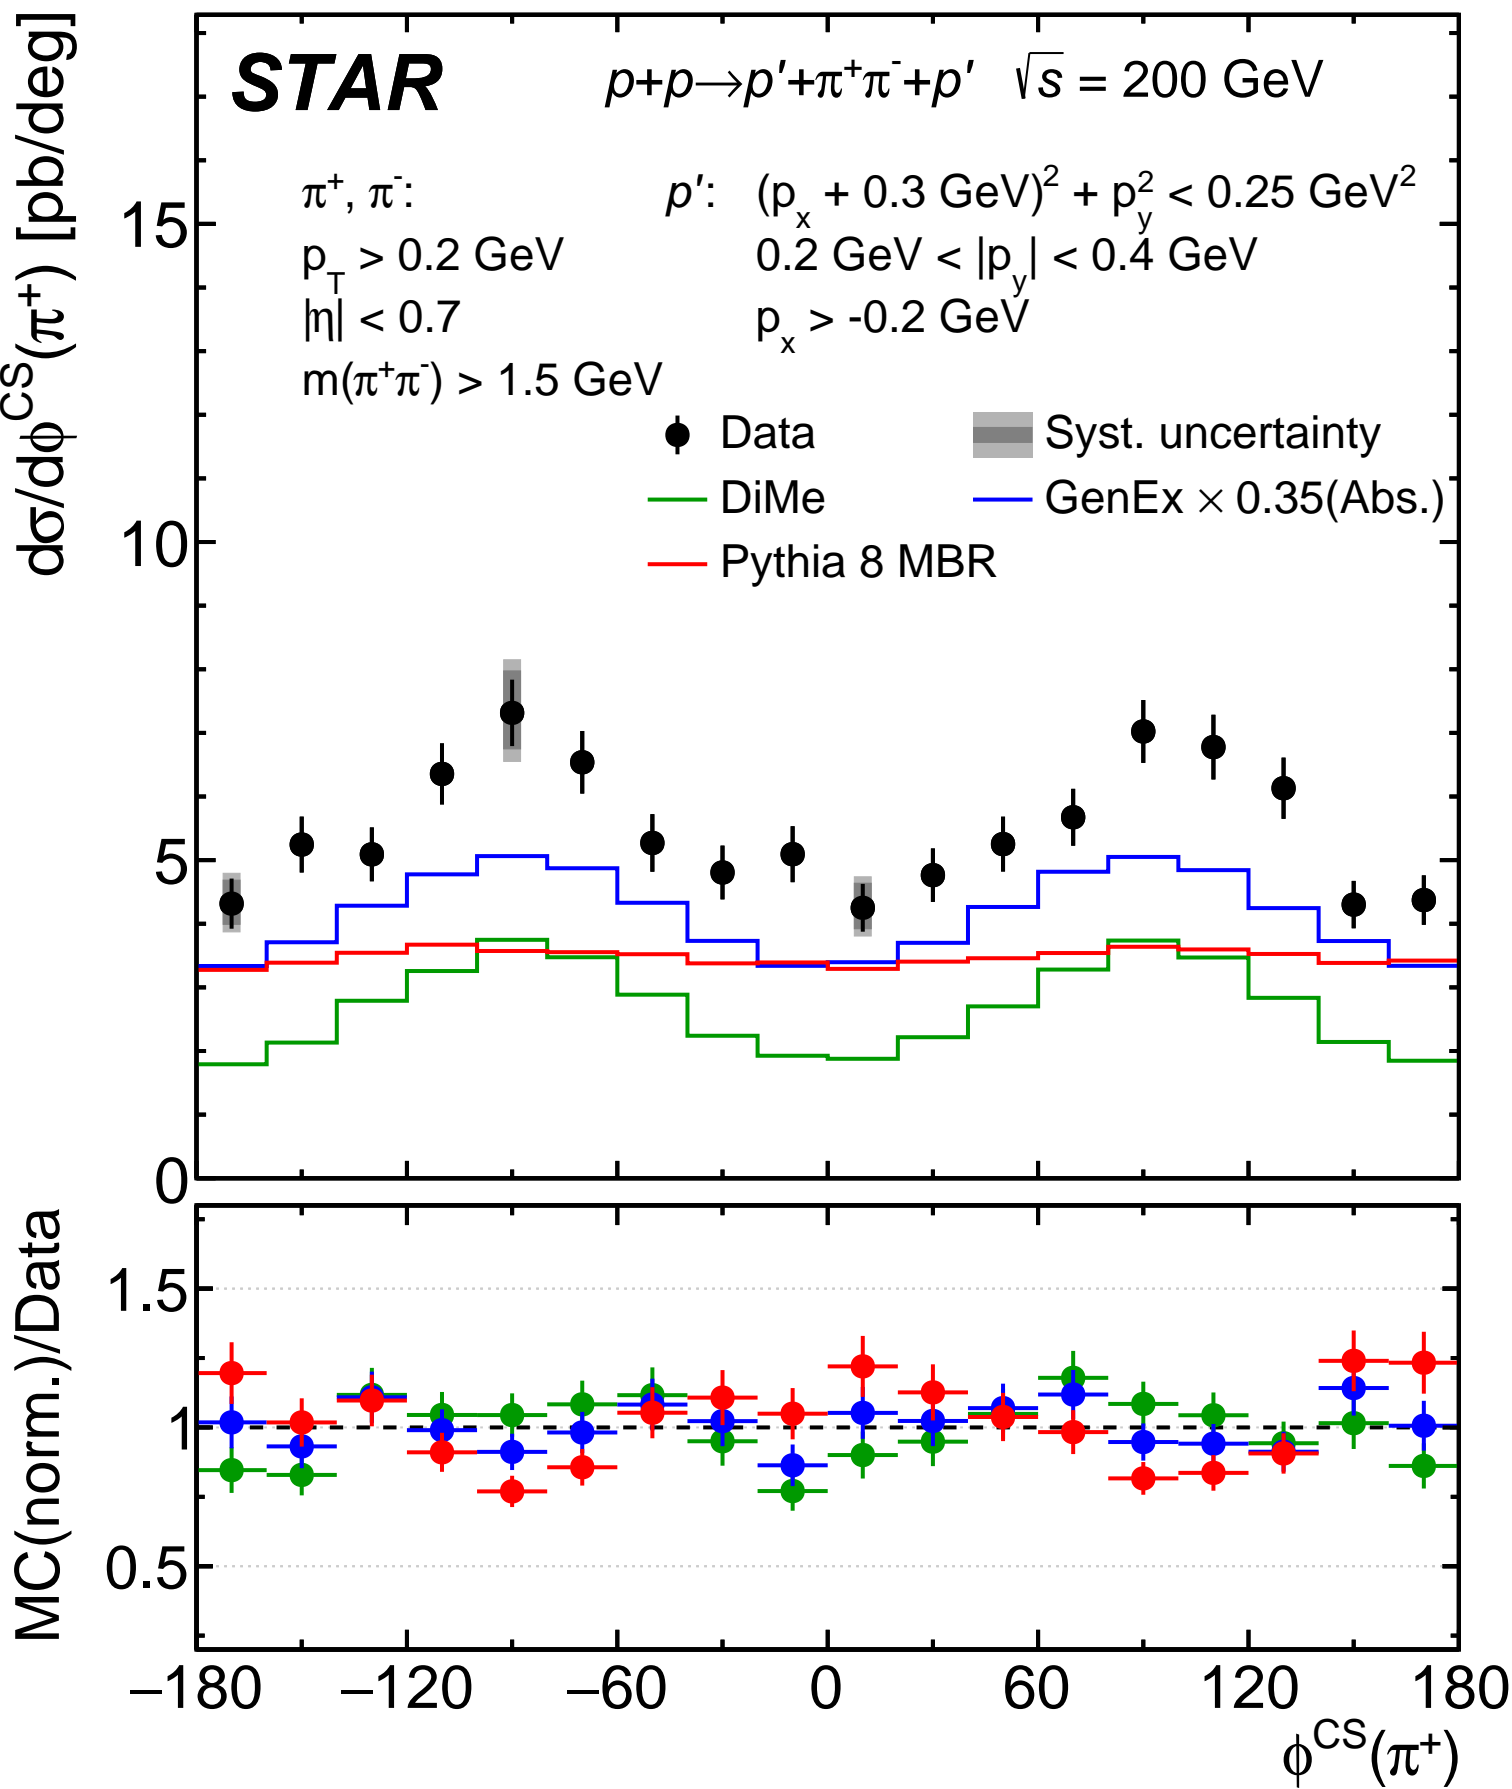 STAR p+p→p′+π⁺π⁻+p′ √s = 200 GeV
π⁺, π⁻: p′: (pₓ + 0.3 GeV)² + p_y² < 0.25 GeV²
p_T > 0.2 GeV 0.2 GeV < |p_y| < 0.4 GeV
|η| < 0.7 pₓ > -0.2 GeV
m(π⁺π⁻) > 1.5 GeV
Data Syst. uncertainty
DiMe GenEx × 0.35(Abs.)
Pythia 8 MBR
dσ/dϕ^CS(π⁺) [pb/deg]
15
10
5
0
MC(norm.)/Data
1.5
1
0.5
−180 −120 −60 0 60 120 180
ϕ^CS(π⁺)